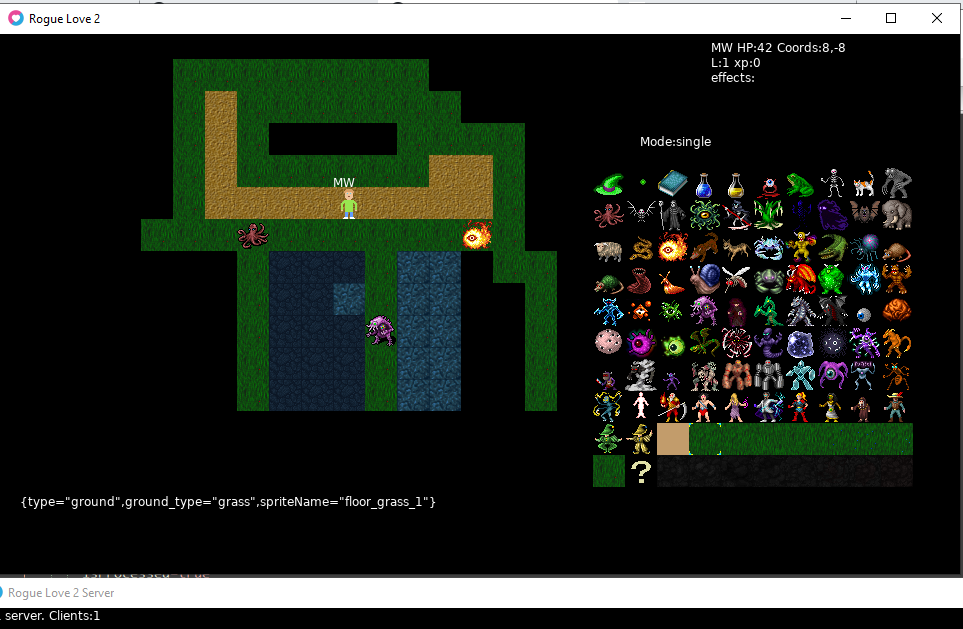 Rogue Love 2
MW HP:42 Coords:8,-8
L:1 xp:0
effects:
Mode:single
MW
?
{type="ground",ground_type="grass",spriteName="floor_grass_1"}
isProcessed=true
Rogue Love 2 Server
server. Clients:1